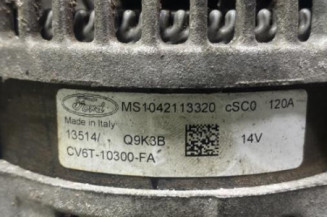 Ford MS1042113320 cSC0 120A
Made in Italy
13514/ Q9K3B 14V
CV6T-10300-FA